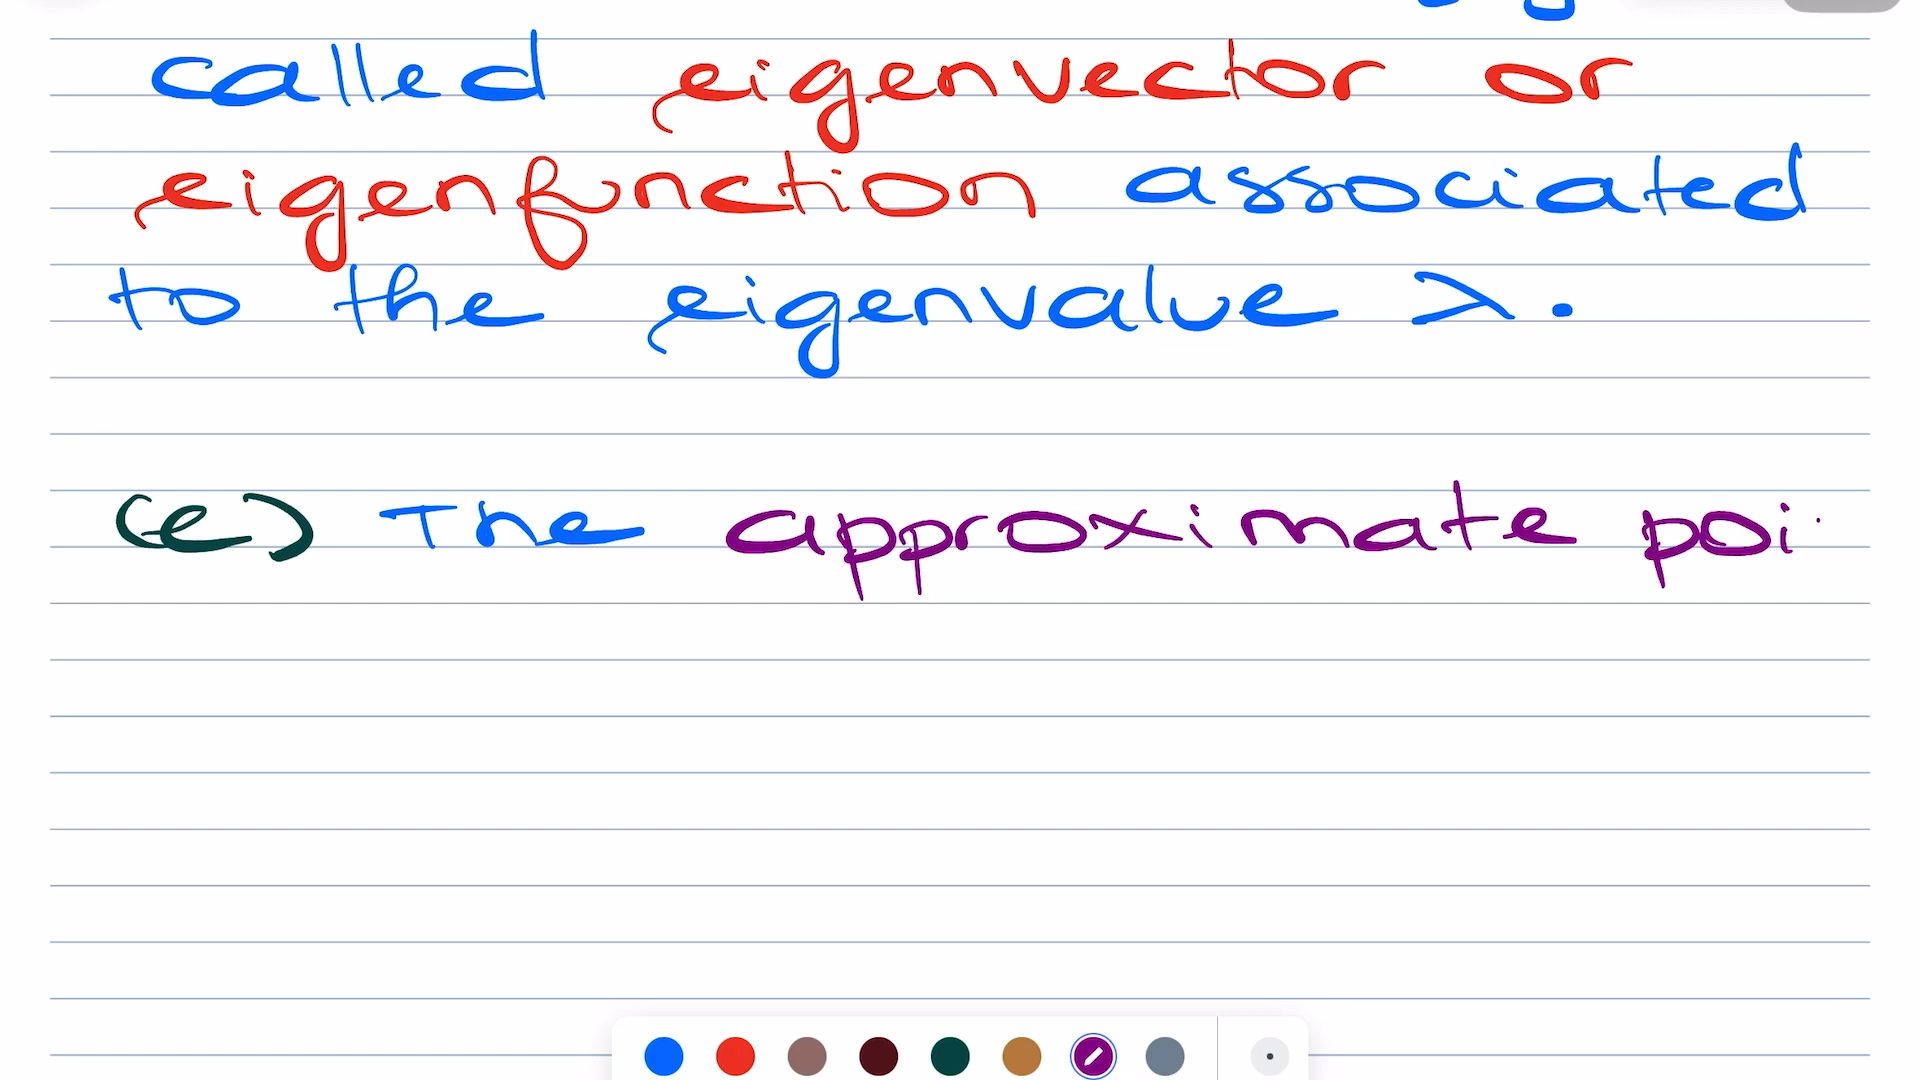 called eigenvector or
eigenfunction associated
to the eigenvalue λ.
(e) The approximate poi